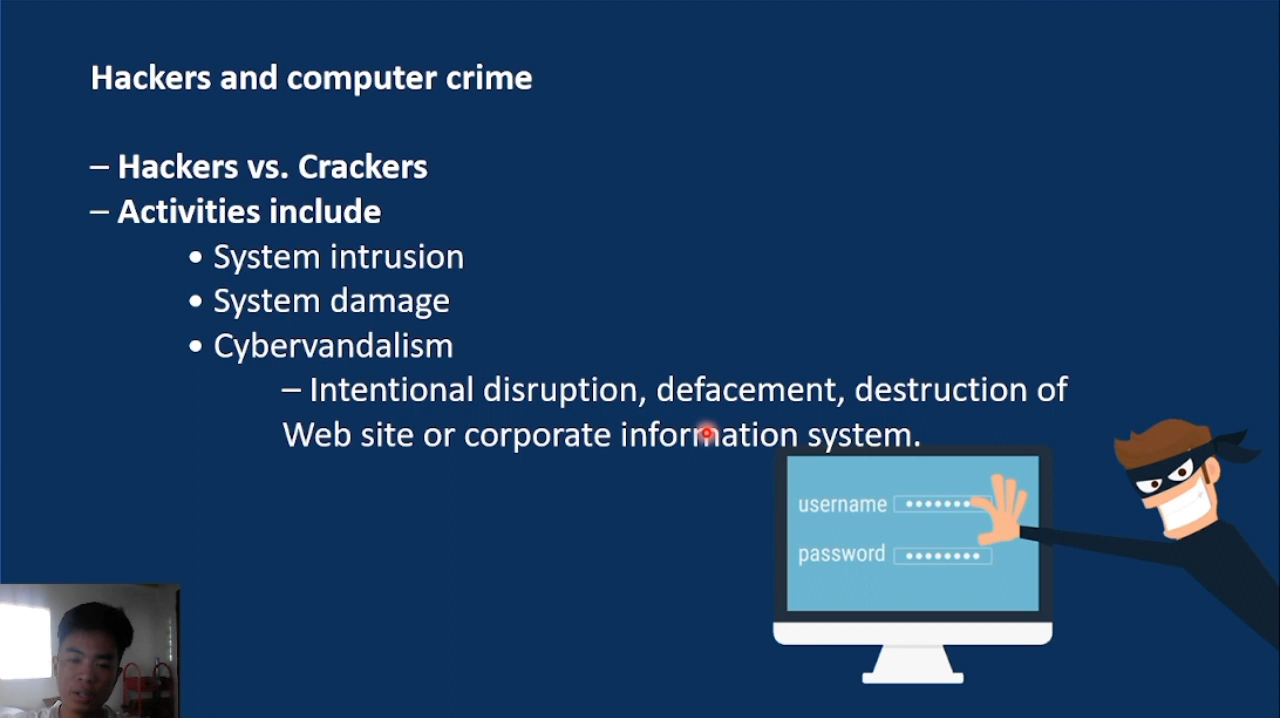 Hackers and computer crime
– Hackers vs. Crackers
– Activities include
• System intrusion
• System damage
• Cybervandalism
– Intentional disruption, defacement, destruction of
Web site or corporate information system.
username
password